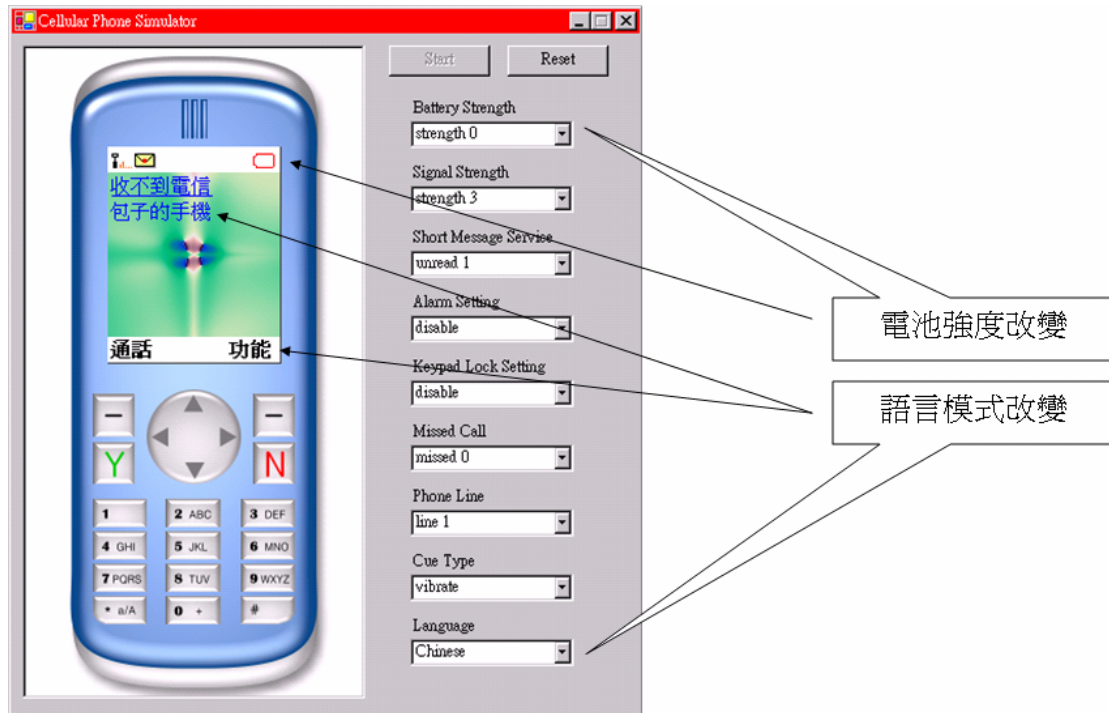 Cellular Phone Simulator
Start
Reset
Battery Strength
strength 0
Signal Strength
strength 3
Short Message Service
unread 1
Alarm Setting
disable
Keypad Lock Setting
disable
Missed Call
missed 0
Phone Line
line 1
Cue Type
vibrate
Language
Chinese
收不到電信
包子的手機
通話
功能
Y
N
1
2 ABC
3 DEF
4 GHI
5 JKL
6 MNO
7 PQRS
8 TUV
9 WXYZ
* a/A
0 +
#
電池強度改變
語言模式改變